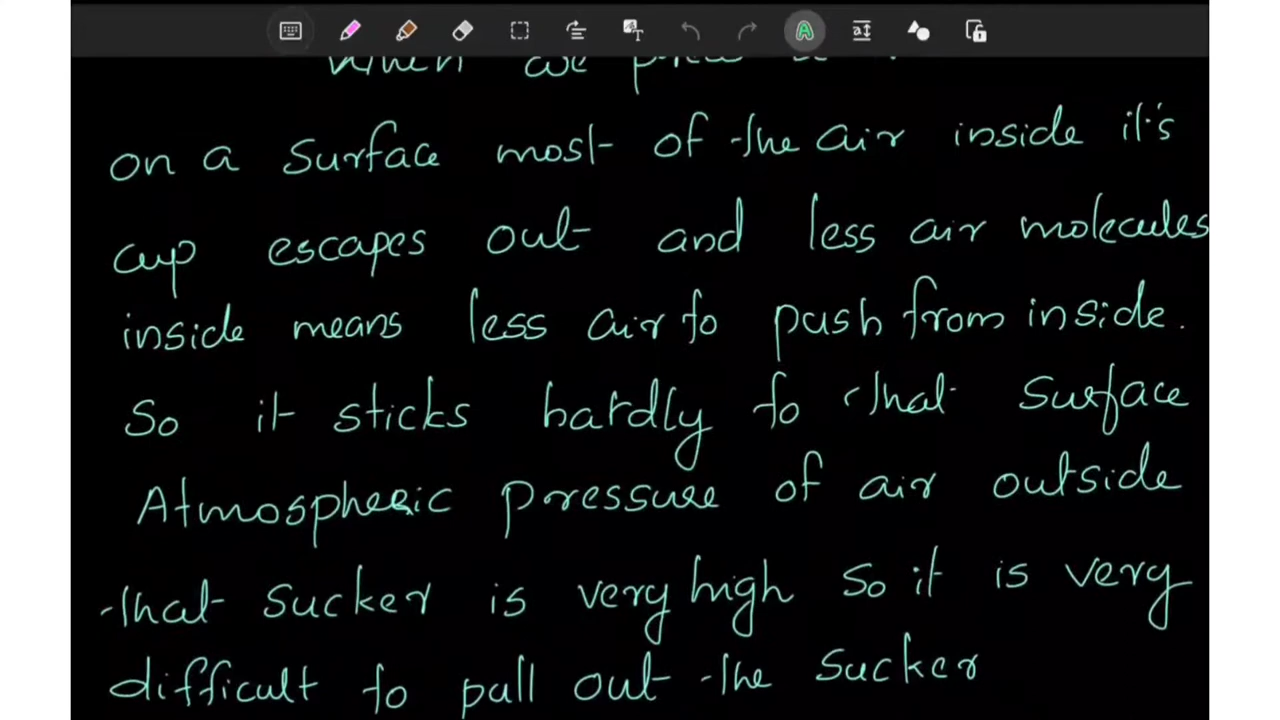 When we
on a surface most of the air inside it's
cup escapes out and less air molecules
inside means less air to push from inside.
So it sticks hardly to that surface
Atmospheric pressure of air outside
that sucker is very high so it is very
difficult to pull out the sucker